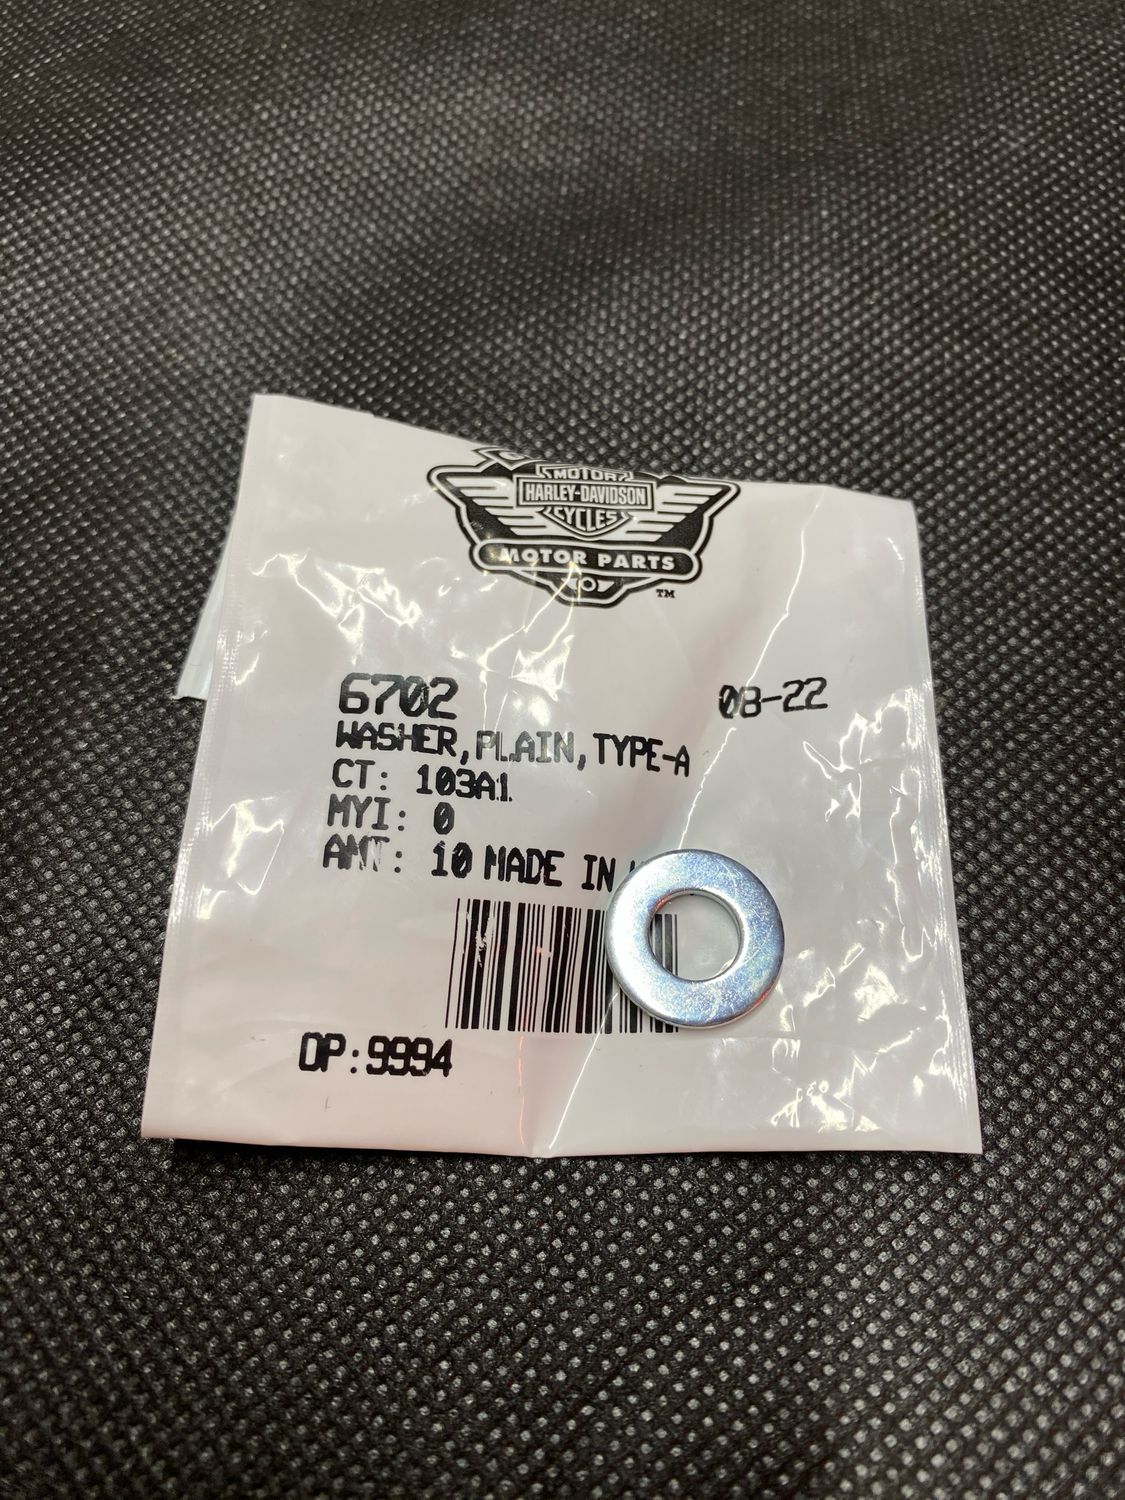 MOTOR
HARLEY-DAVIDSON
CYCLES
MOTOR PARTS
TM
6702 08-22
WASHER,PLAIN,TYPE-A
CT: 103A1
MYI: 0
AMT: 10 MADE IN
OP:9994